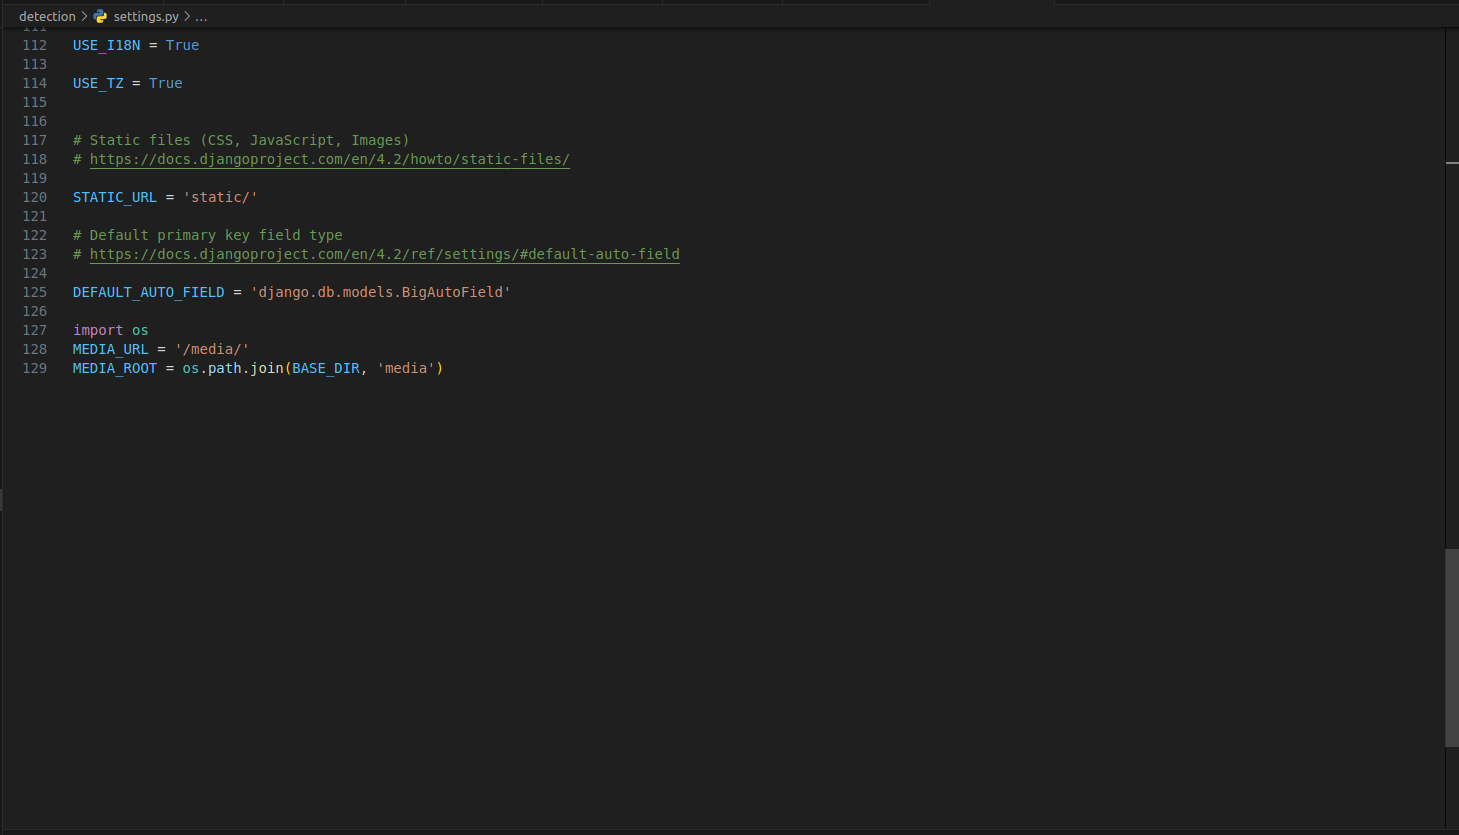 detection > settings.py > ...
111
112 USE_I18N = True
113
114 USE_TZ = True
115
116
117 # Static files (CSS, JavaScript, Images)
118 # https://docs.djangoproject.com/en/4.2/howto/static-files/
119
120 STATIC_URL = 'static/'
121
122 # Default primary key field type
123 # https://docs.djangoproject.com/en/4.2/ref/settings/#default-auto-field
124
125 DEFAULT_AUTO_FIELD = 'django.db.models.BigAutoField'
126
127 import os
128 MEDIA_URL = '/media/'
129 MEDIA_ROOT = os.path.join(BASE_DIR, 'media')